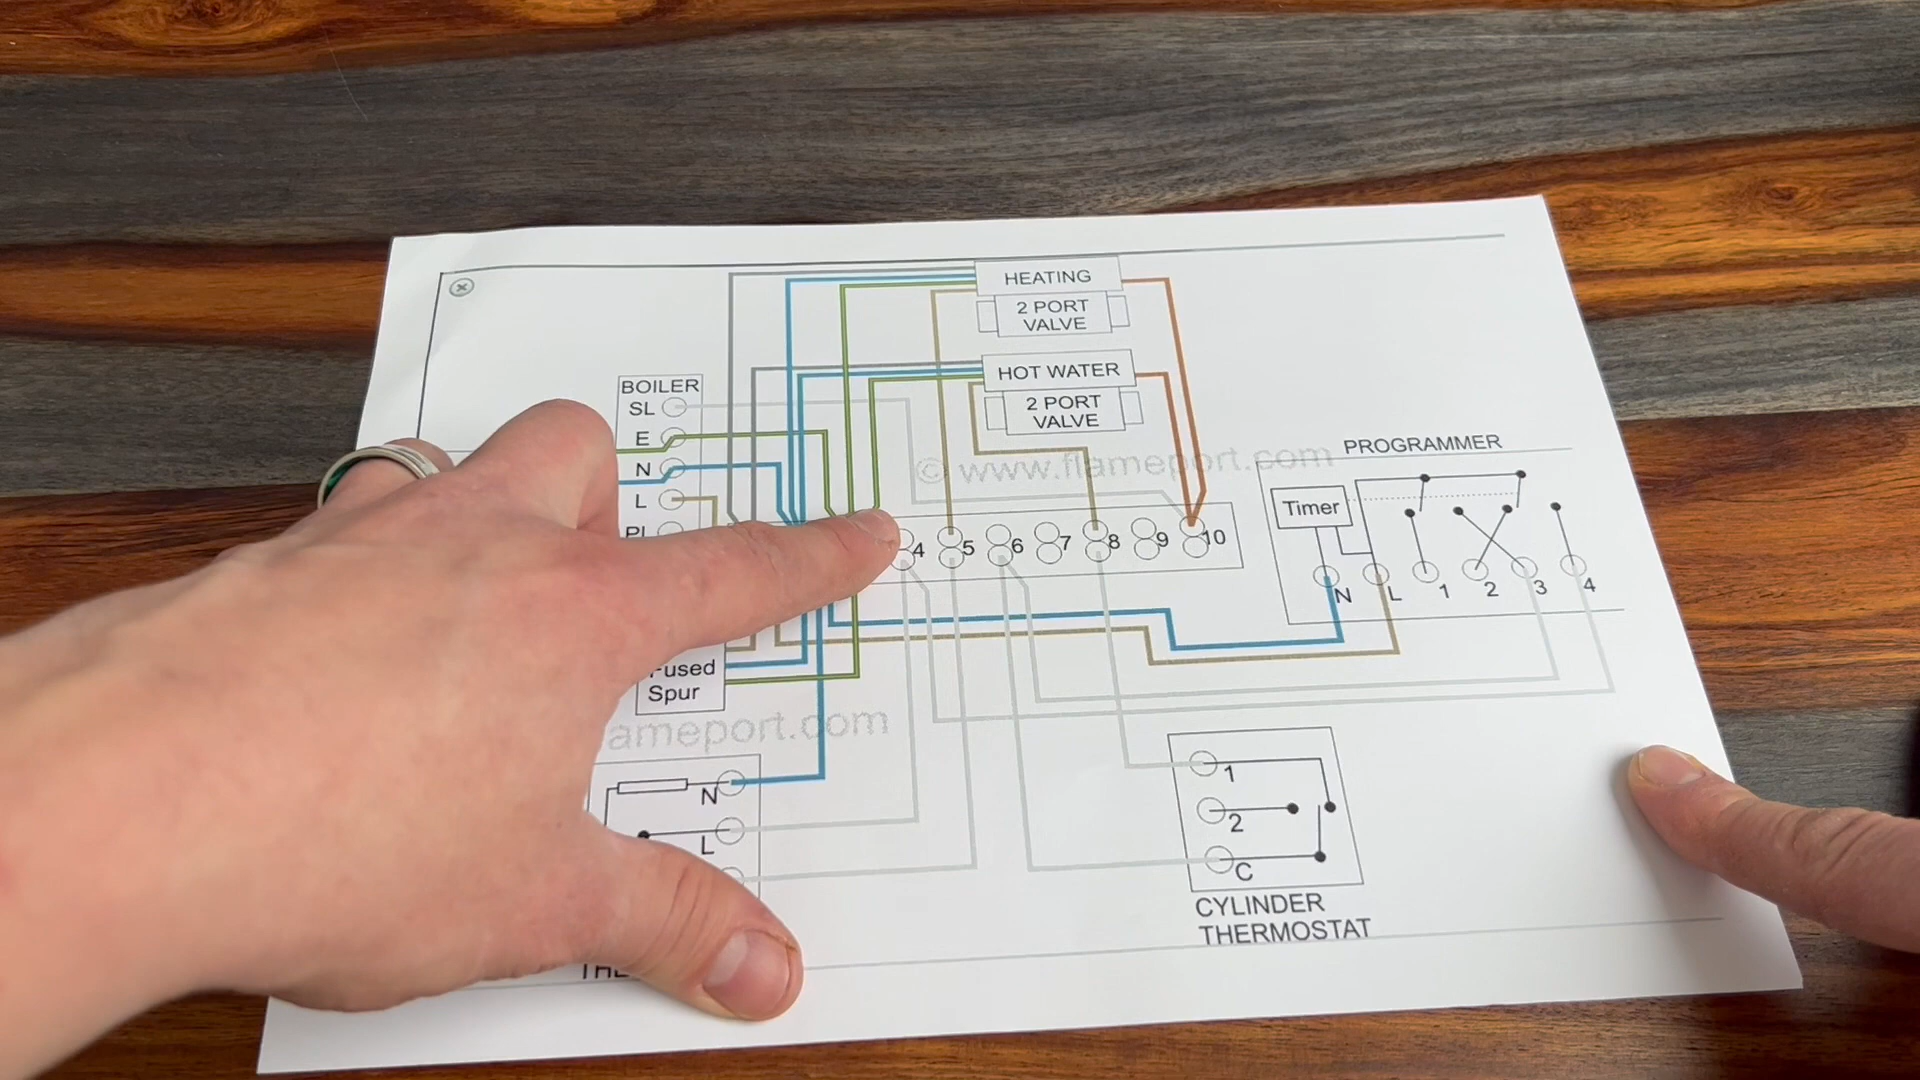 HEATING
2 PORT
VALVE
HOT WATER
2 PORT
VALVE
BOILER
SL
E
N
L
© www.flameport.com
PROGRAMMER
Timer
N L 1 2 3 4
4 5 6 7 8 9 10
Fused
Spur
ameport.com
N
L
1
2
C
CYLINDER
THERMOSTAT